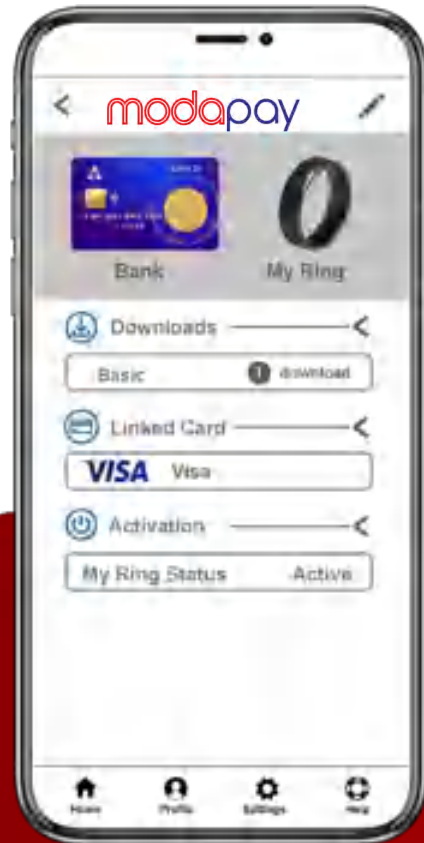 modapay
Bank My Ring
Downloads
Basic 1 download
Linked Card
VISA Visa
Activation
My Ring Status Active
Home Profile Settings Help